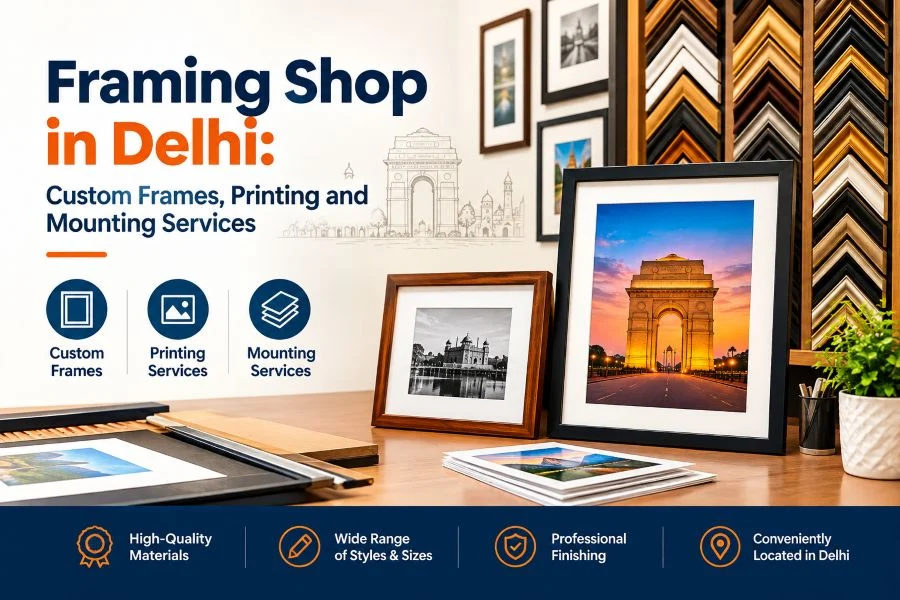 Framing Shop
in Delhi:
Custom Frames, Printing and
Mounting Services
Custom
Frames
Printing
Services
Mounting
Services
High-Quality
Materials
Wide Range
of Styles & Sizes
Professional
Finishing
Conveniently
Located in Delhi